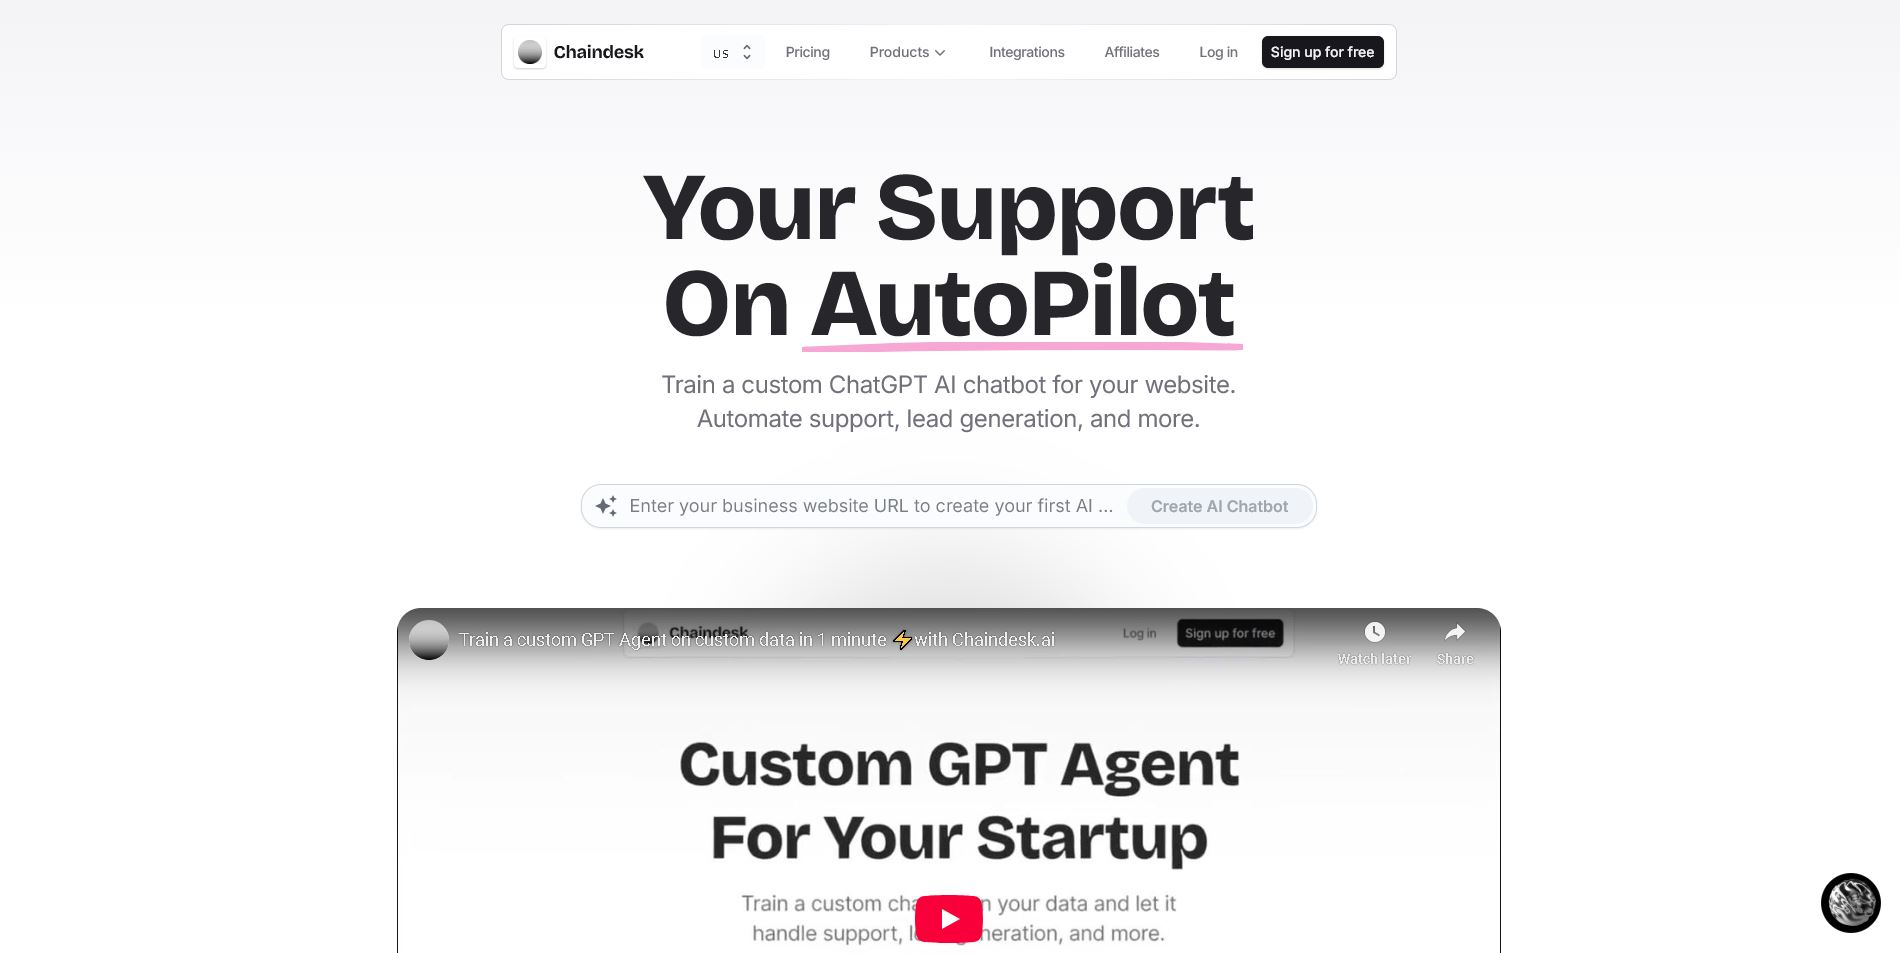 Chaindesk
US
Pricing
Products
Integrations
Affiliates
Log in
Sign up for free
Your Support
On AutoPilot
Train a custom ChatGPT AI chatbot for your website.
Automate support, lead generation, and more.
Enter your business website URL to create your first AI ...
Create AI Chatbot
Train a custom GPT Agent on custom data in 1 minute ⚡with Chaindesk.ai
Chaindesk
Log in
Sign up for free
Watch later
Share
Custom GPT Agent
For Your Startup
Train a custom your data and let it
handle support, and more.